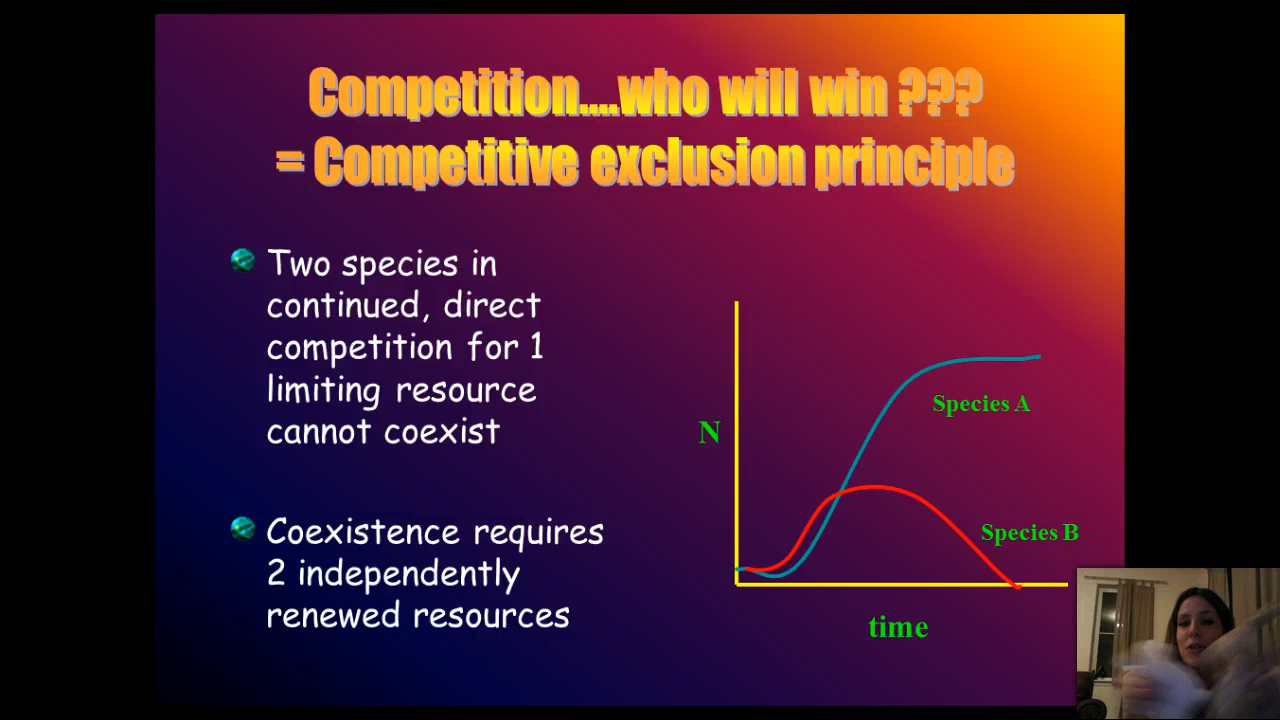 Competition....who will win ???
= Competitive exclusion principle
Two species in
continued, direct
competition for 1
limiting resource
cannot coexist
Coexistence requires
2 independently
renewed resources
N
Species A
Species B
time